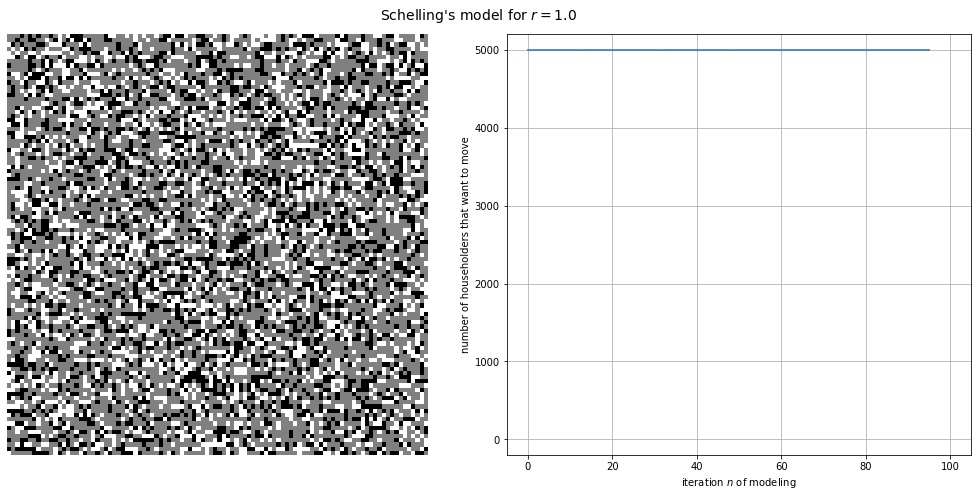 Schelling's model for r = 1.0
number of householders that want to move
5000
4000
3000
2000
1000
0
0 20 40 60 80 100
iteration n of modeling